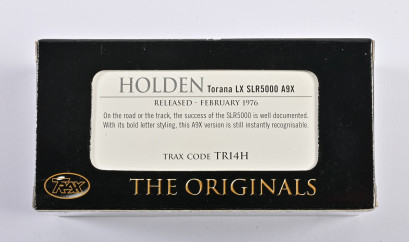 HOLDEN Torana LX SLR5000 A9X
RELEASED - FEBRUARY 1976
On the road or the track, the success of the SLR5000 is well documented.
With its bold letter styling, this A9X version is still instantly recognisable.
TRAX CODE TR14H
TRAX
THE ORIGINALS